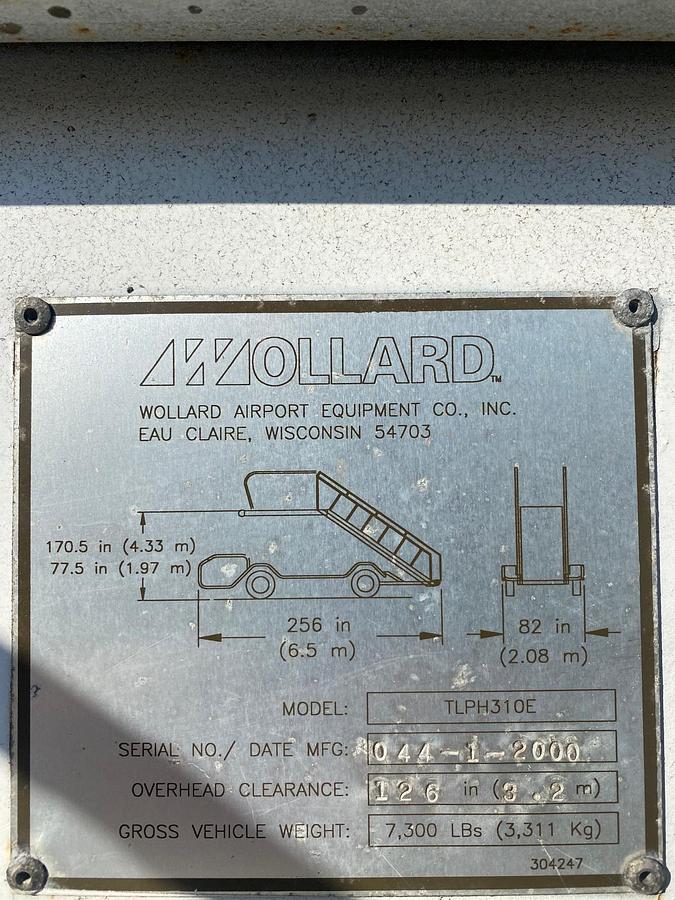 WOLLARD™
WOLLARD AIRPORT EQUIPMENT CO., INC.
EAU CLAIRE, WISCONSIN 54703
170.5 in (4.33 m)
77.5 in (1.97 m)
256 in
(6.5 m)
82 in
(2.08 m)
MODEL: TLPH310E
SERIAL NO./ DATE MFG: 044-1-2000
OVERHEAD CLEARANCE: 126 in (3.2 m)
GROSS VEHICLE WEIGHT: 7,300 LBs (3,311 Kg)
304247